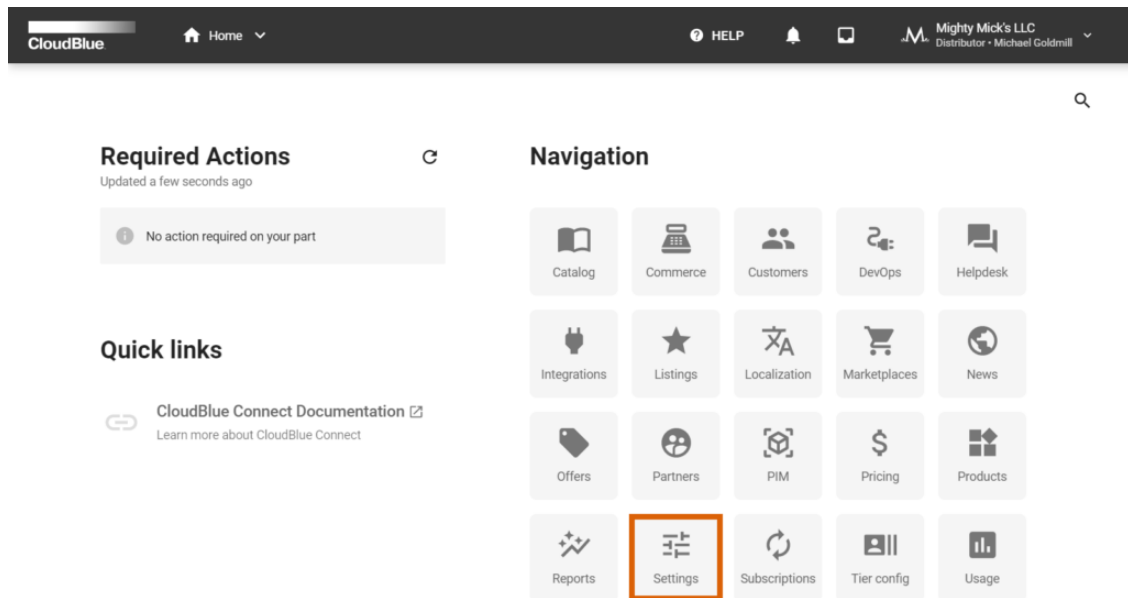 CloudBlue.
Home
HELP
Mighty Mick's LLC
Distributor • Michael Goldmill
Required Actions
Updated a few seconds ago
No action required on your part
Quick links
CloudBlue Connect Documentation
Learn more about CloudBlue Connect
Navigation
Catalog
Commerce
Customers
DevOps
Helpdesk
Integrations
Listings
Localization
Marketplaces
News
Offers
Partners
PIM
Pricing
Products
Reports
Settings
Subscriptions
Tier config
Usage